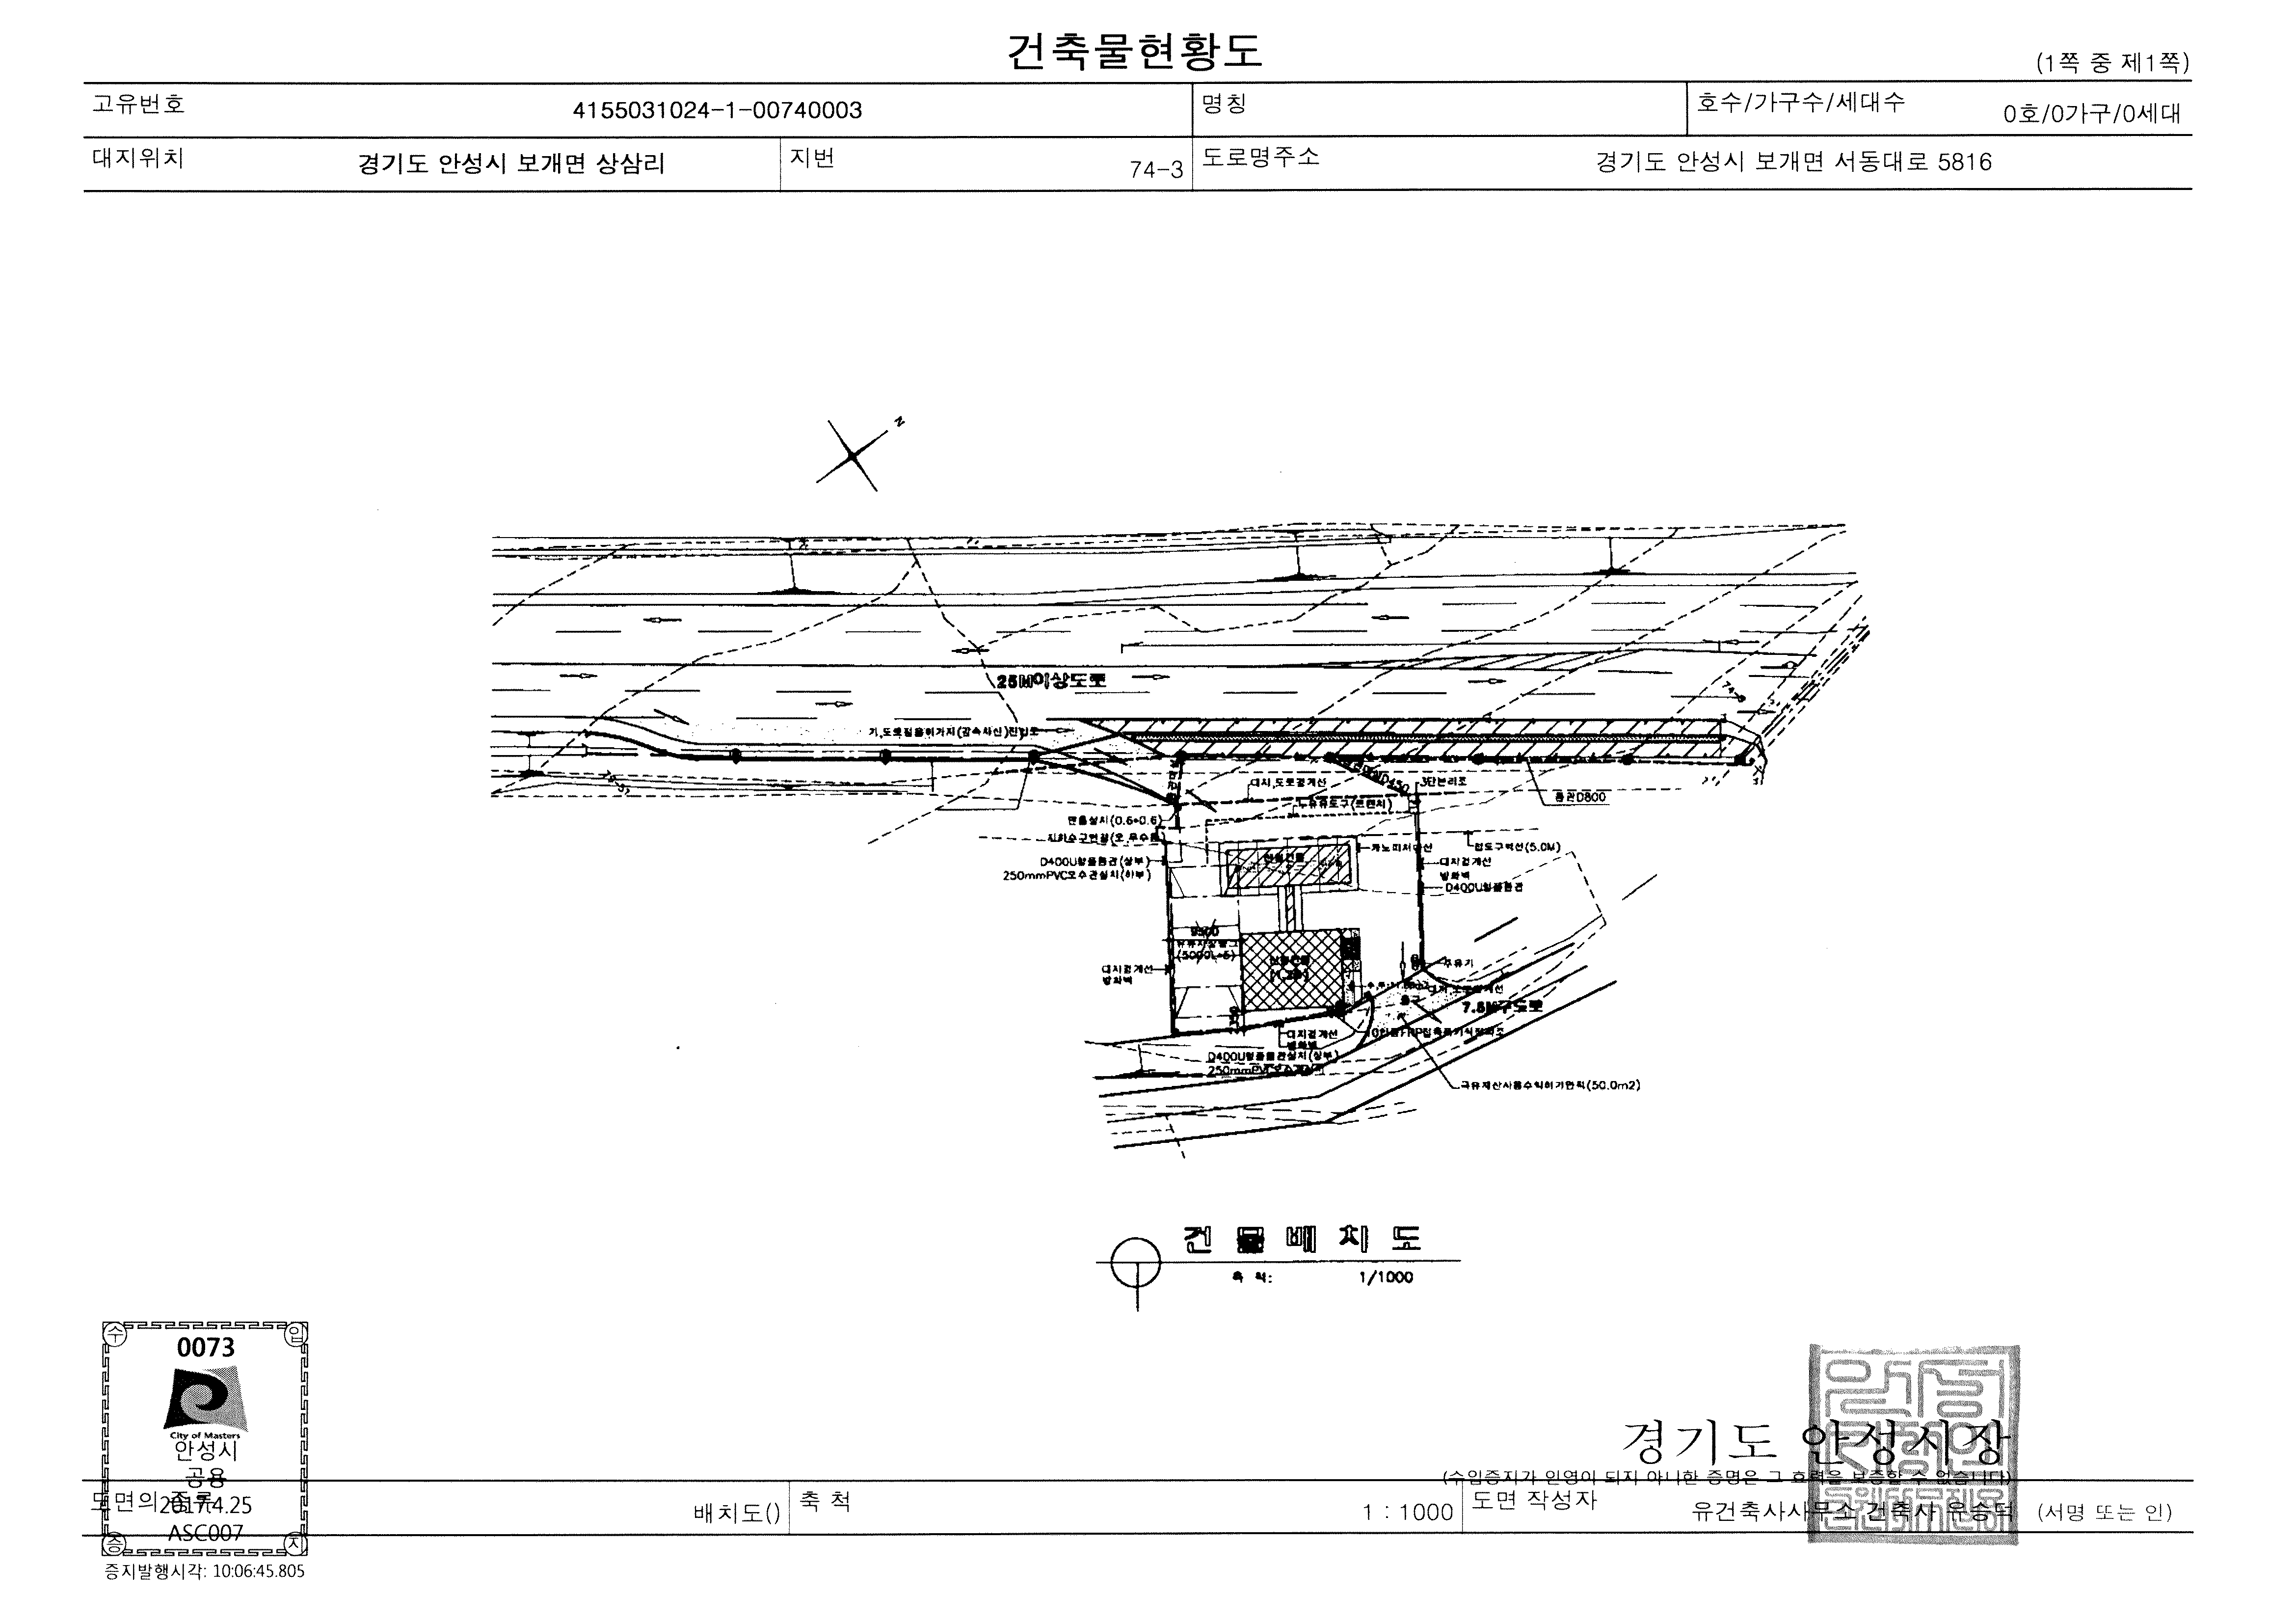 건축물현황도
(1쪽 중 제1쪽)
고유번호 4155031024-1-00740003 명칭 호수/가구수/세대수 0호/0가구/0세대
대지위치 경기도 안성시 보개면 상삼리 지번 74-3 도로명주소 경기도 안성시 보개면 서동대로 5816
N
25M이상도로
기.도로점용허가지(감속차선)진입로
대지.도로경계선
3단분리조
누유유도구(트렌치)
흄관D800
맨홀설치(0.6*0.6)
캐노피처마선
접도구역선(5.0M)
D400U형플륨관(상부)
250mmPVC오수관설치(하부)
대지경계선
방화벽
D400U형플륨관
9500
(5000L*6)
대지경계선
방화벽
주유기
출구
7.5M구도로
대지경계선
방화벽
D400U형플륨관설치(상부)
250mmPVC오수관
국유재산사용수익허가면적(50.0m2)
건물배치도
축 척: 1/1000
수 입
0073
City of Masters
안성시
공용
2017.4.25
ASC007
증 지
증지발행시각: 10:06:45.805
경기도 안성시장
(수입증지가 인영이 되지 아니한 증명은 그 효력을 보증할 수 없습니다)
도면의 종류 배치도() 축 척 1 : 1000 도면 작성자 유건축사사무소 건축사 유승덕 (서명 또는 인)